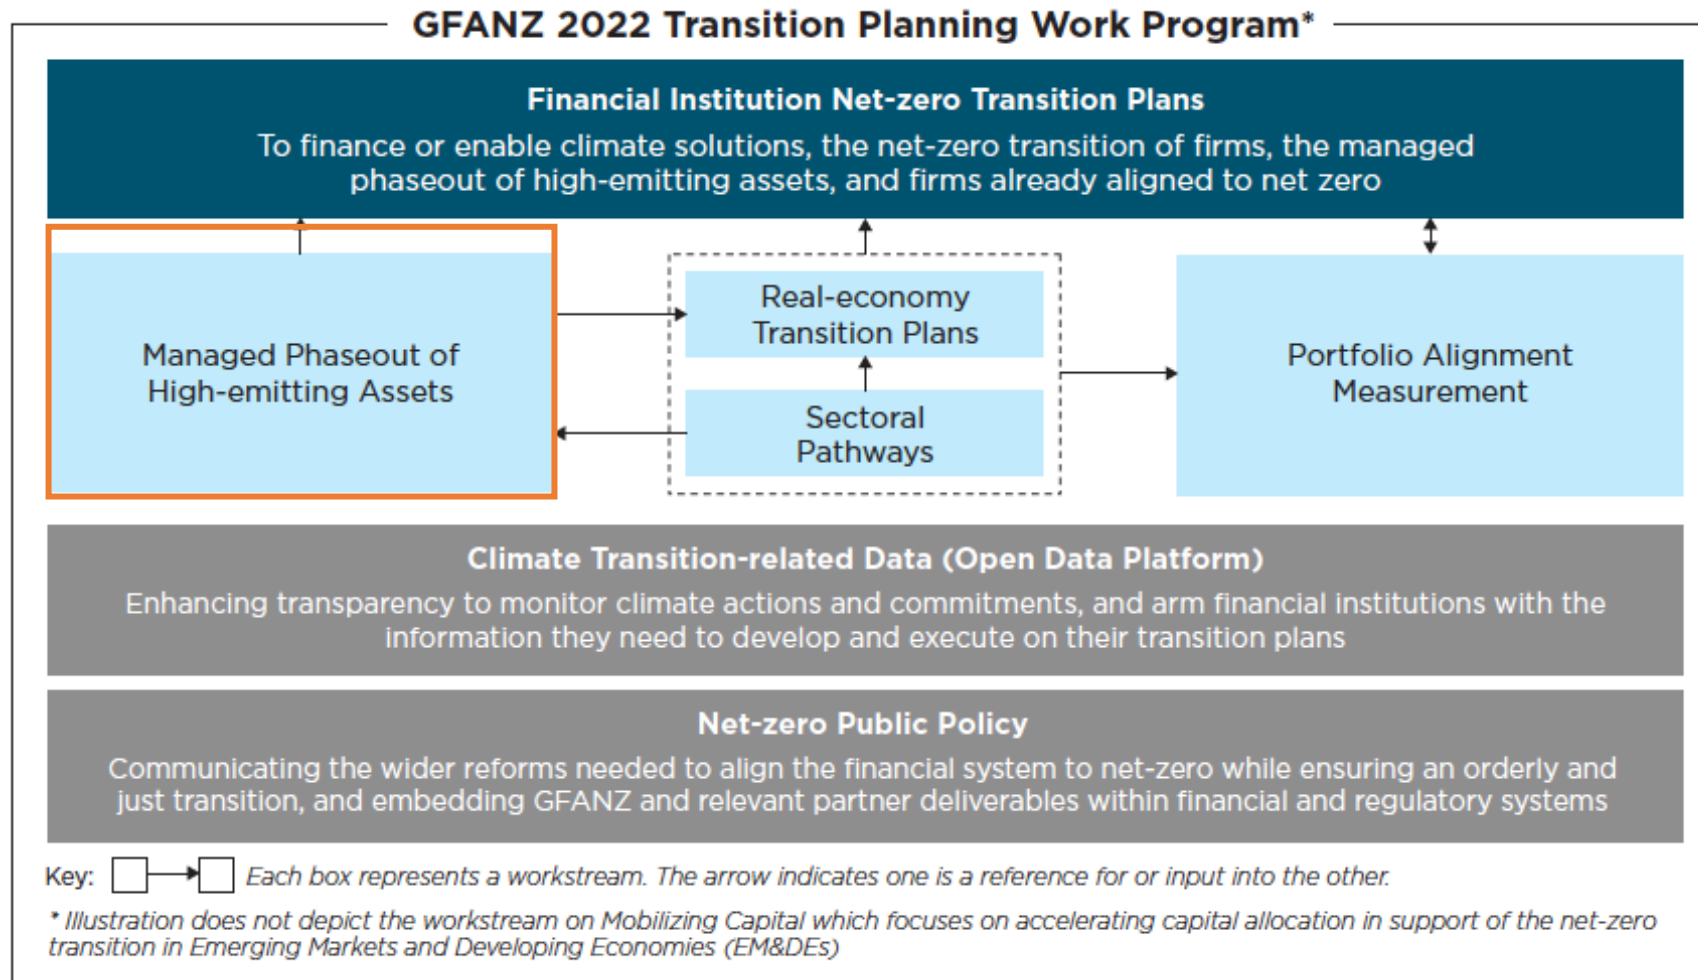 GFANZ 2022 Transition Planning Work Program*
Financial Institution Net-zero Transition Plans
To finance or enable climate solutions, the net-zero transition of firms, the managed
phaseout of high-emitting assets, and firms already aligned to net zero
Managed Phaseout of
High-emitting Assets
Real-economy
Transition Plans
Sectoral
Pathways
Portfolio Alignment
Measurement
Climate Transition-related Data (Open Data Platform)
Enhancing transparency to monitor climate actions and commitments, and arm financial institutions with the
information they need to develop and execute on their transition plans
Net-zero Public Policy
Communicating the wider reforms needed to align the financial system to net-zero while ensuring an orderly and
just transition, and embedding GFANZ and relevant partner deliverables within financial and regulatory systems
Key: Each box represents a workstream. The arrow indicates one is a reference for or input into the other.
* Illustration does not depict the workstream on Mobilizing Capital which focuses on accelerating capital allocation in support of the net-zero
transition in Emerging Markets and Developing Economies (EM&DEs)